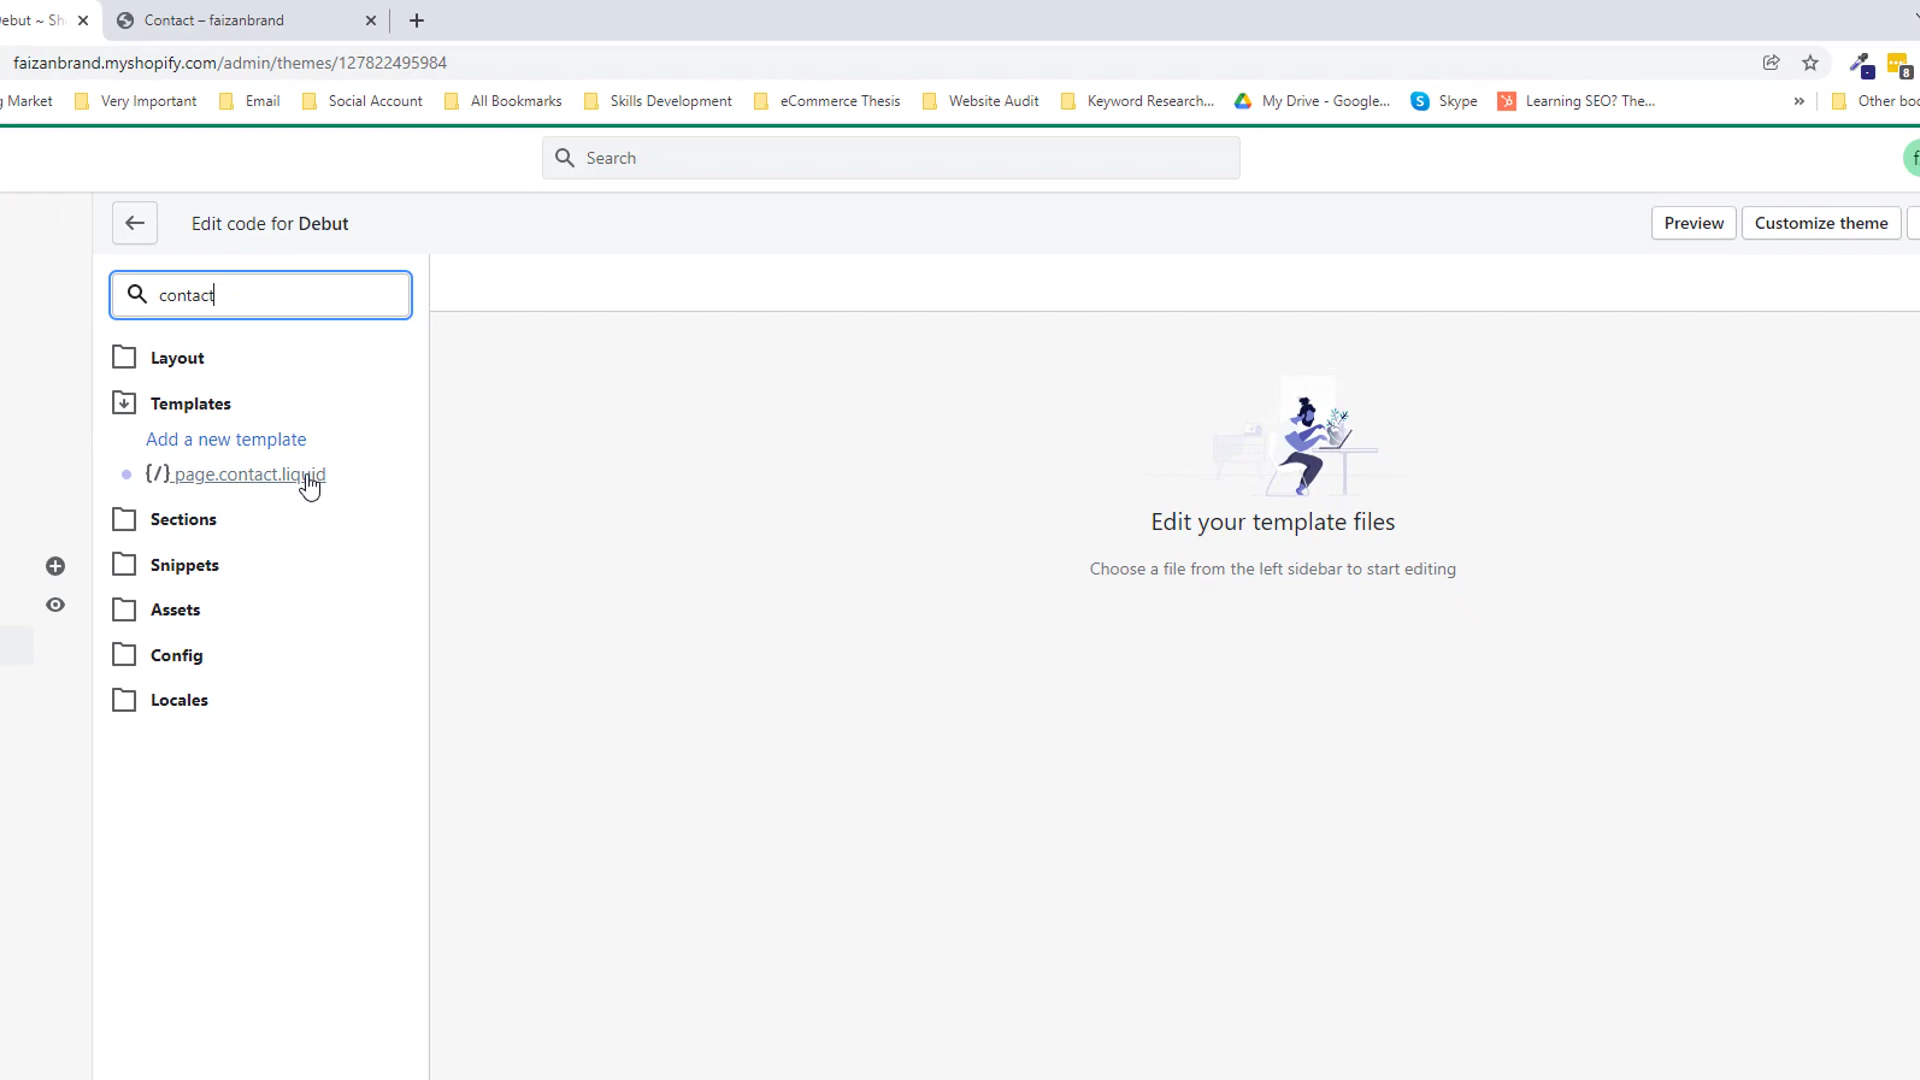 ebut ~ Sh
Contact – faizanbrand
faizanbrand.myshopify.com/admin/themes/127822495984
8
g Market
Very Important
Email
Social Account
All Bookmarks
Skills Development
eCommerce Thesis
Website Audit
Keyword Research...
My Drive - Google...
Skype
Learning SEO? The...
»
Other boo
Search
f
Edit code for Debut
Preview
Customize theme
contact
Layout
Templates
Add a new template
{/} page.contact.liquid
Sections
Snippets
Assets
Config
Locales
Edit your template files
Choose a file from the left sidebar to start editing